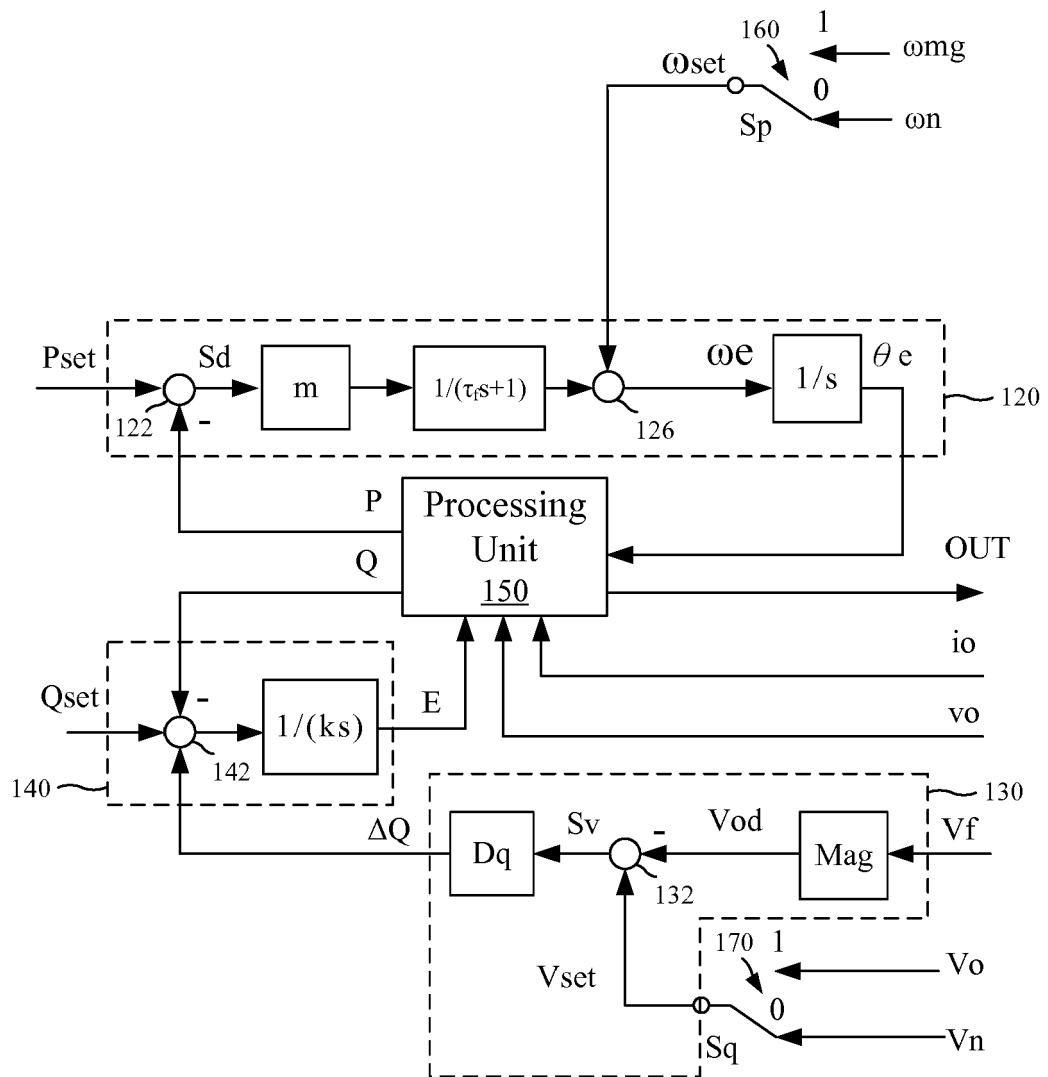 160
1
ωmg
ωset
0
Sp
ωn
Pset
Sd
m
1/(τfs+1)
ωe
1/s
θe
122
-
126
120
P
Processing
Unit
150
Q
OUT
io
vo
Qset
-
1/(ks)
E
142
140
130
ΔQ
Dq
Sv
-
Vod
Mag
Vf
132
170
1
Vo
Vset
0
Sq
Vn